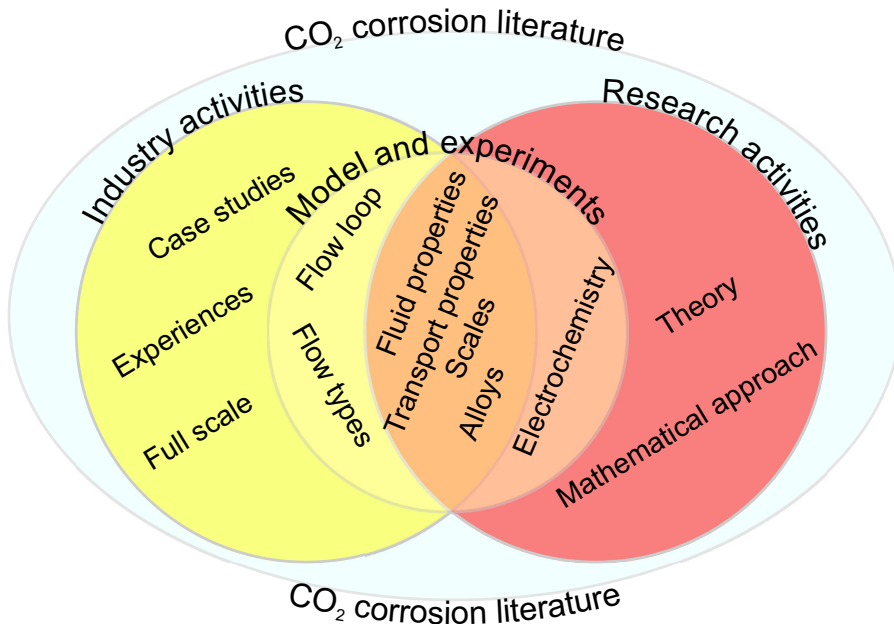 CO₂ corrosion literature
Industry activities
Research activities
Model and experiments
Case studies
Experiences
Full scale
Flow loop
Flow types
Fluid properties
Transport properties
Scales
Alloys
Electrochemistry
Theory
Mathematical approach
CO₂ corrosion literature